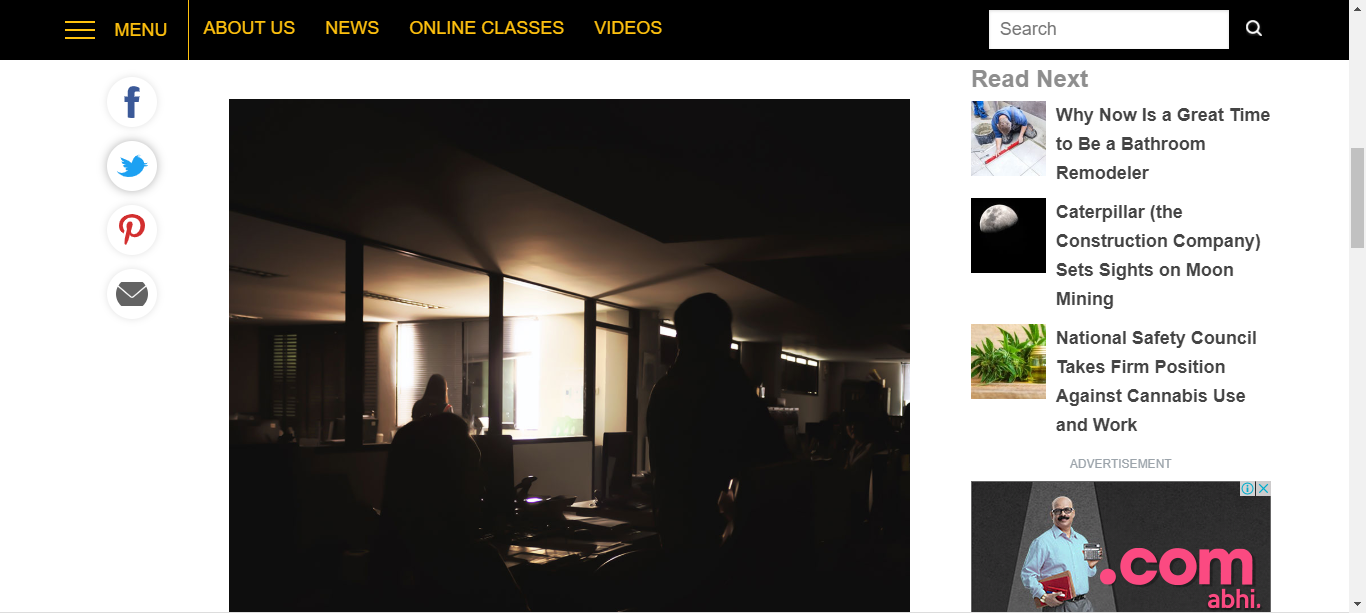 MENU
ABOUT US
NEWS
ONLINE CLASSES
VIDEOS
Search
Read Next
Why Now Is a Great Time
to Be a Bathroom
Remodeler
Caterpillar (the
Construction Company)
Sets Sights on Moon
Mining
National Safety Council
Takes Firm Position
Against Cannabis Use
and Work
ADVERTISEMENT
.com
abhi.